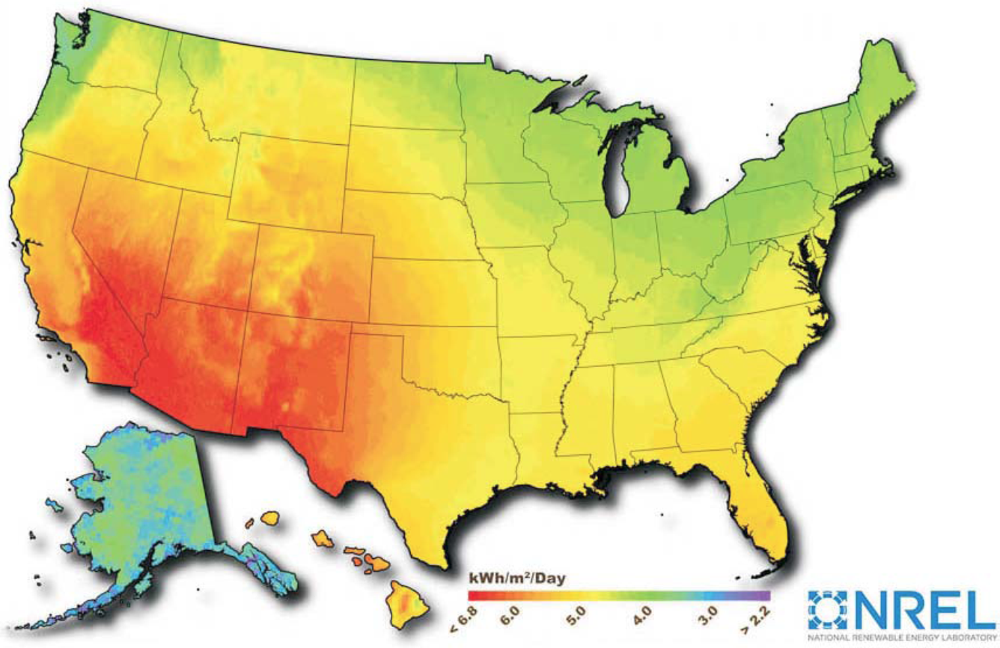 kWh/m²/Day
< 6.8 6.0 5.0 4.0 3.0 > 2.2
NREL
NATIONAL RENEWABLE ENERGY LABORATORY